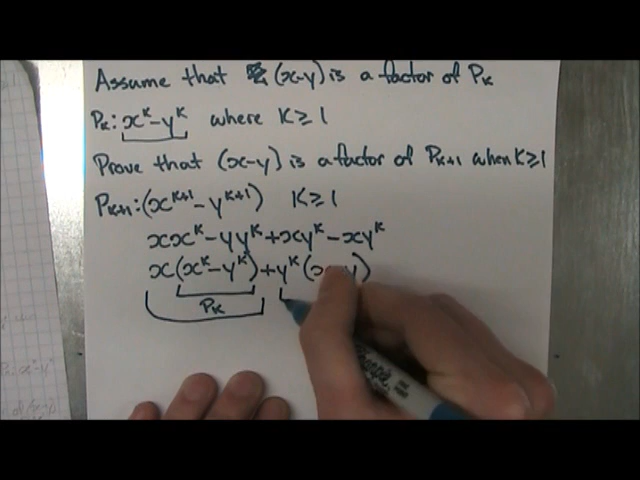 Assume that (x-y) is a factor of Pk
Pk: x^k - y^k where K ≥ 1
Prove that (x-y) is a factor of Pk+1 when K ≥ 1
Pk+1: (x^k+1 - y^k+1) K ≥ 1
xx^k - yy^k + xy^k - xy^k
x(x^k - y^k) + y^k (x y)
Pk
Sharpie